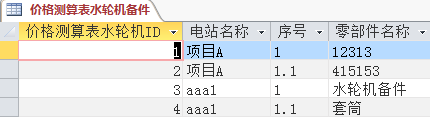 价格测算表水轮机备件
价格测算表水轮机ID 电站名称 序号 零部件名称
1 项目A 1 12313
2 项目A 1.1 415153
3 aaa1 1 水轮机备件
4 aaa1 1.1 套筒